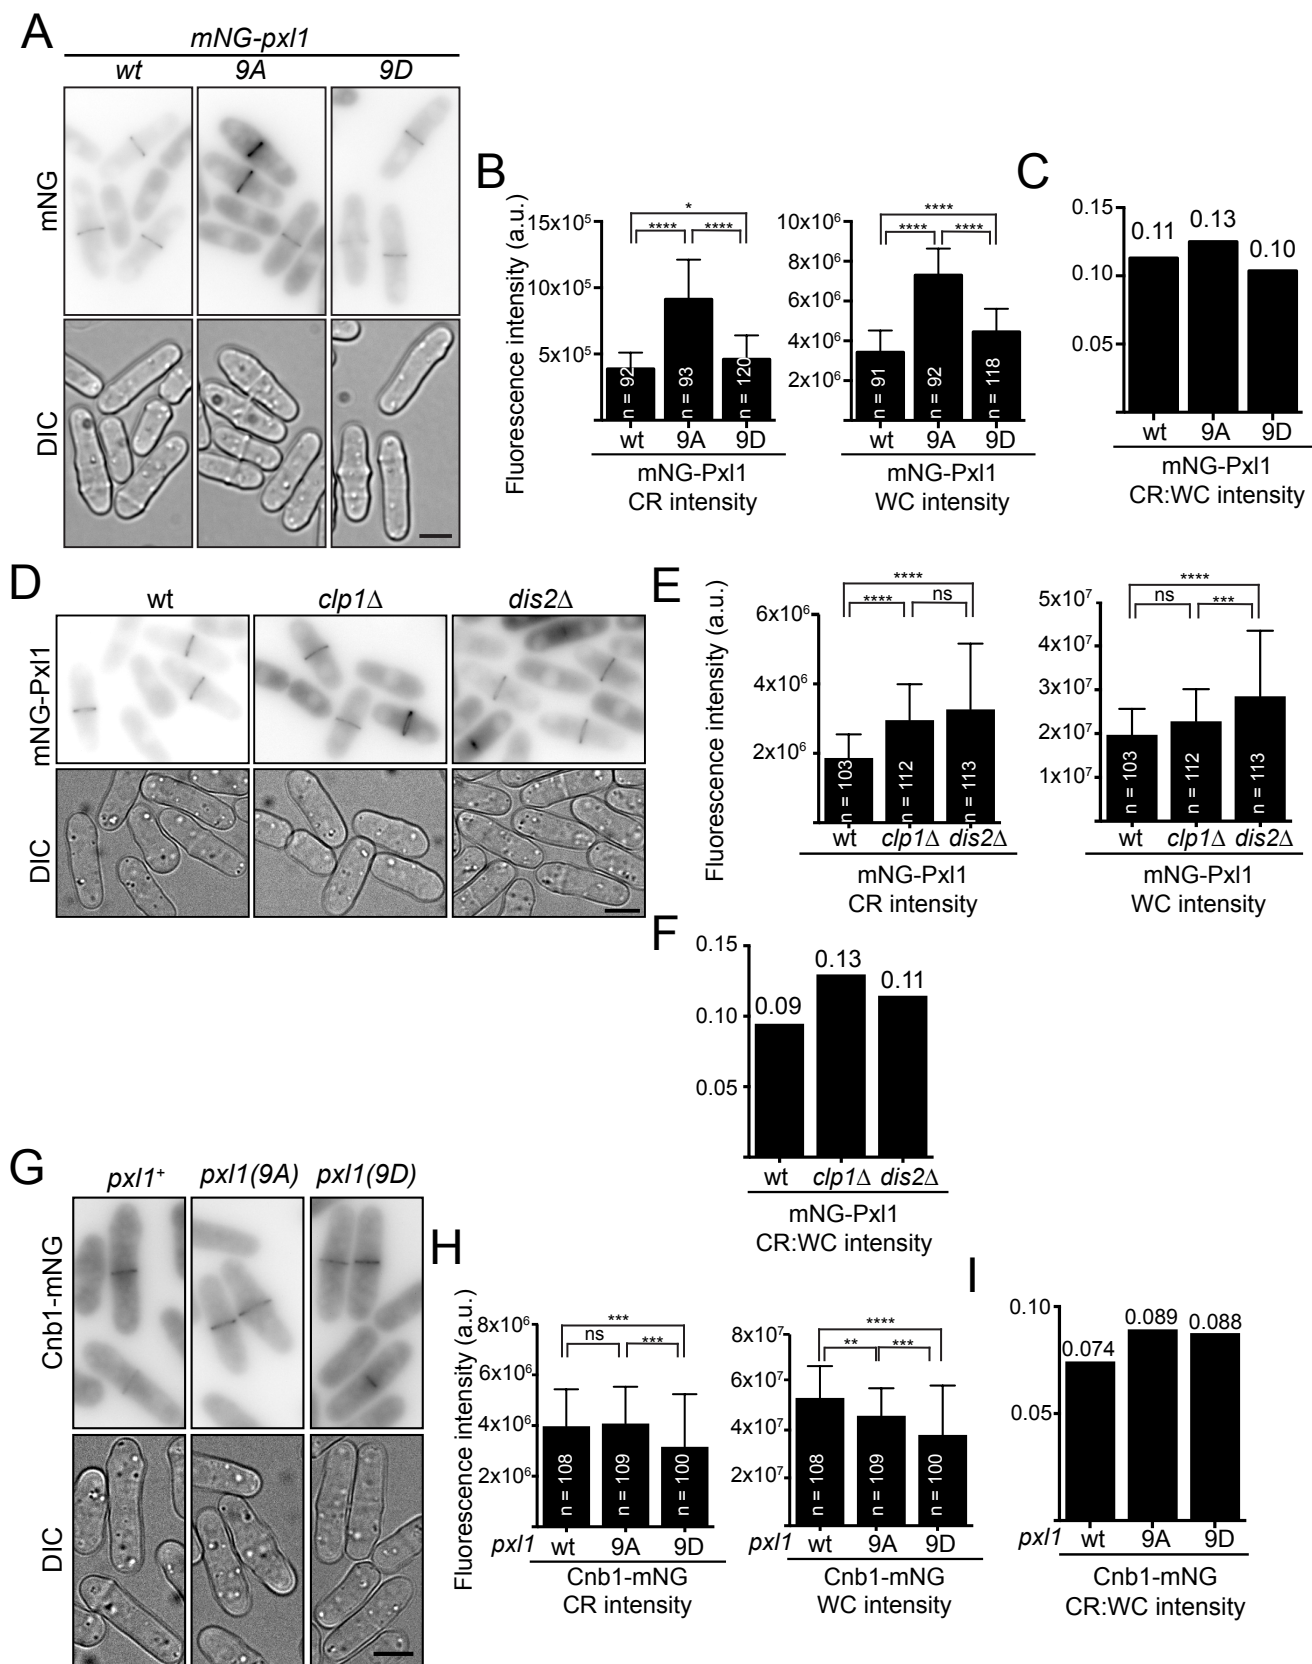 A
mNG-pxl1
wt 9A 9D
mNG
DIC
B
Fluorescence intensity (a.u.)
*
**** ****
15x10⁵
10x10⁵
5x10⁵
n = 92
n = 93
n = 120
wt 9A 9D
mNG-Pxl1
CR intensity
****
**** ****
10x10⁶
8x10⁶
6x10⁶
4x10⁶
2x10⁶
n = 91
n = 92
n = 118
wt 9A 9D
mNG-Pxl1
WC intensity
C
0.15
0.10
0.05
0.11
0.13
0.10
wt 9A 9D
mNG-Pxl1
CR:WC intensity
D
wt clp1Δ dis2Δ
mNG-Pxl1
DIC
E
Fluorescence intensity (a.u.)
****
**** ns
6x10⁶
4x10⁶
2x10⁶
n = 103
n = 112
n = 113
wt clp1Δ dis2Δ
mNG-Pxl1
CR intensity
****
ns ***
5x10⁷
4x10⁷
3x10⁷
2x10⁷
1x10⁷
n = 103
n = 112
n = 113
wt clp1Δ dis2Δ
mNG-Pxl1
WC intensity
F
0.15
0.10
0.05
0.09
0.13
0.11
wt clp1Δ dis2Δ
mNG-Pxl1
CR:WC intensity
G
pxl1⁺ pxl1(9A) pxl1(9D)
Cnb1-mNG
DIC
H
Fluorescence intensity (a.u.)
***
ns ***
8x10⁶
6x10⁶
4x10⁶
2x10⁶
n = 108
n = 109
n = 100
pxl1 wt 9A 9D
Cnb1-mNG
CR intensity
****
** ***
8x10⁷
6x10⁷
4x10⁷
2x10⁷
n = 108
n = 109
n = 100
pxl1 wt 9A 9D
Cnb1-mNG
WC intensity
I
0.10
0.05
0.074
0.089
0.088
pxl1 wt 9A 9D
Cnb1-mNG
CR:WC intensity